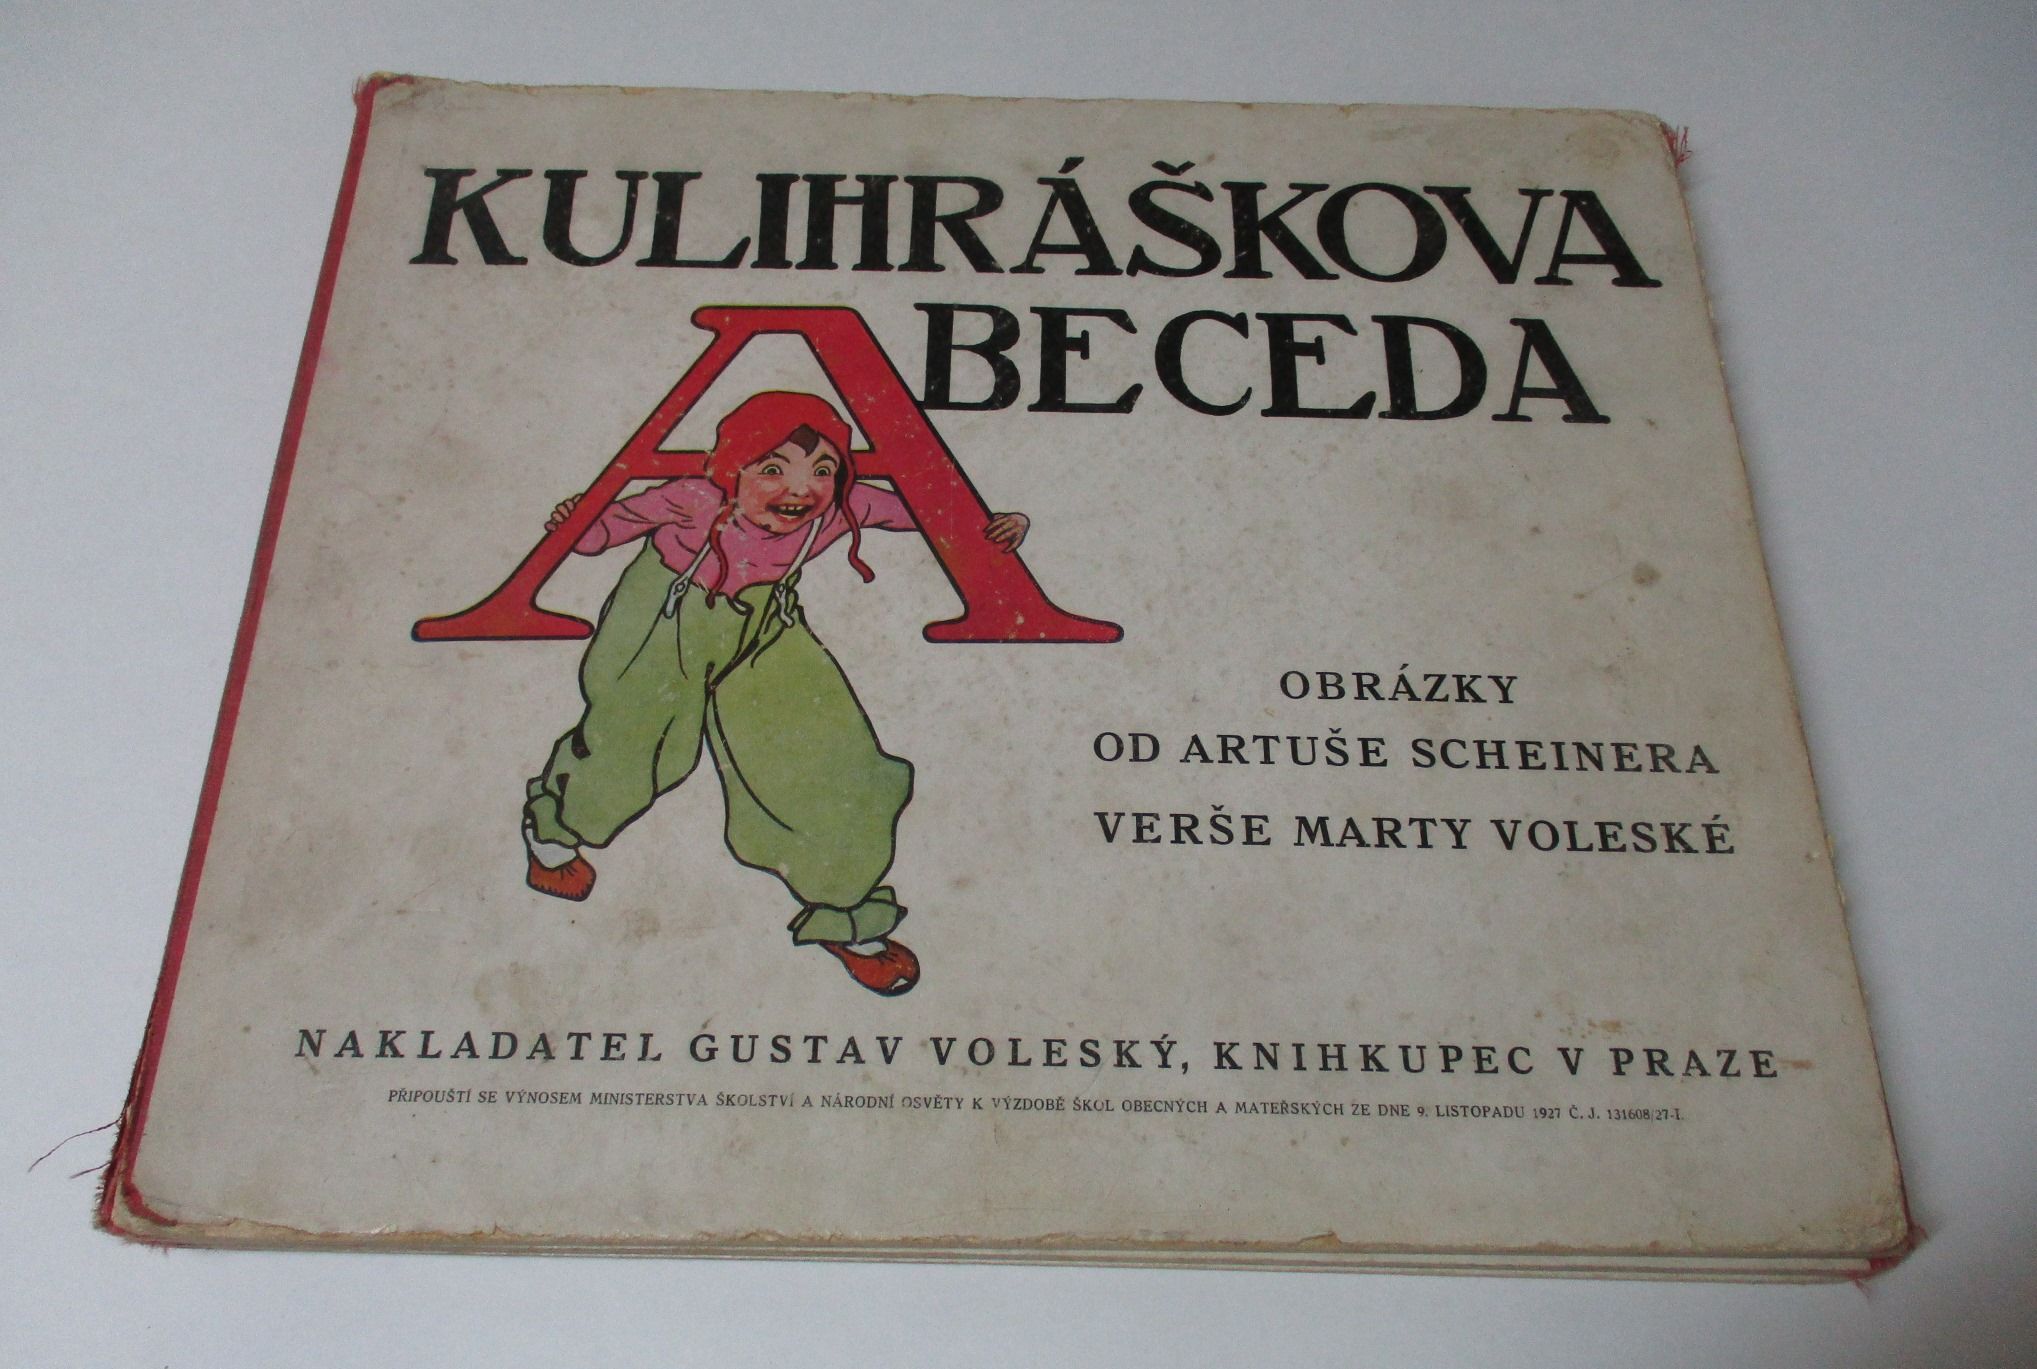 KULIHRÁŠKOVA
ABECEDA
OBRÁZKY
OD ARTUŠE SCHEINERA
VERŠE MARTY VOLESKÉ
NAKLADATEL GUSTAV VOLESKÝ, KNIHKUPEC V PRAZE
PŘIPOUŠTÍ SE VÝNOSEM MINISTERSTVA ŠKOLSTVÍ A NÁRODNÍ OSVĚTY K VÝZDOBĚ ŠKOL OBECNÝCH A MATEŘSKÝCH ZE DNE 9. LISTOPADU 1927 Č. J. 131608/27-I.